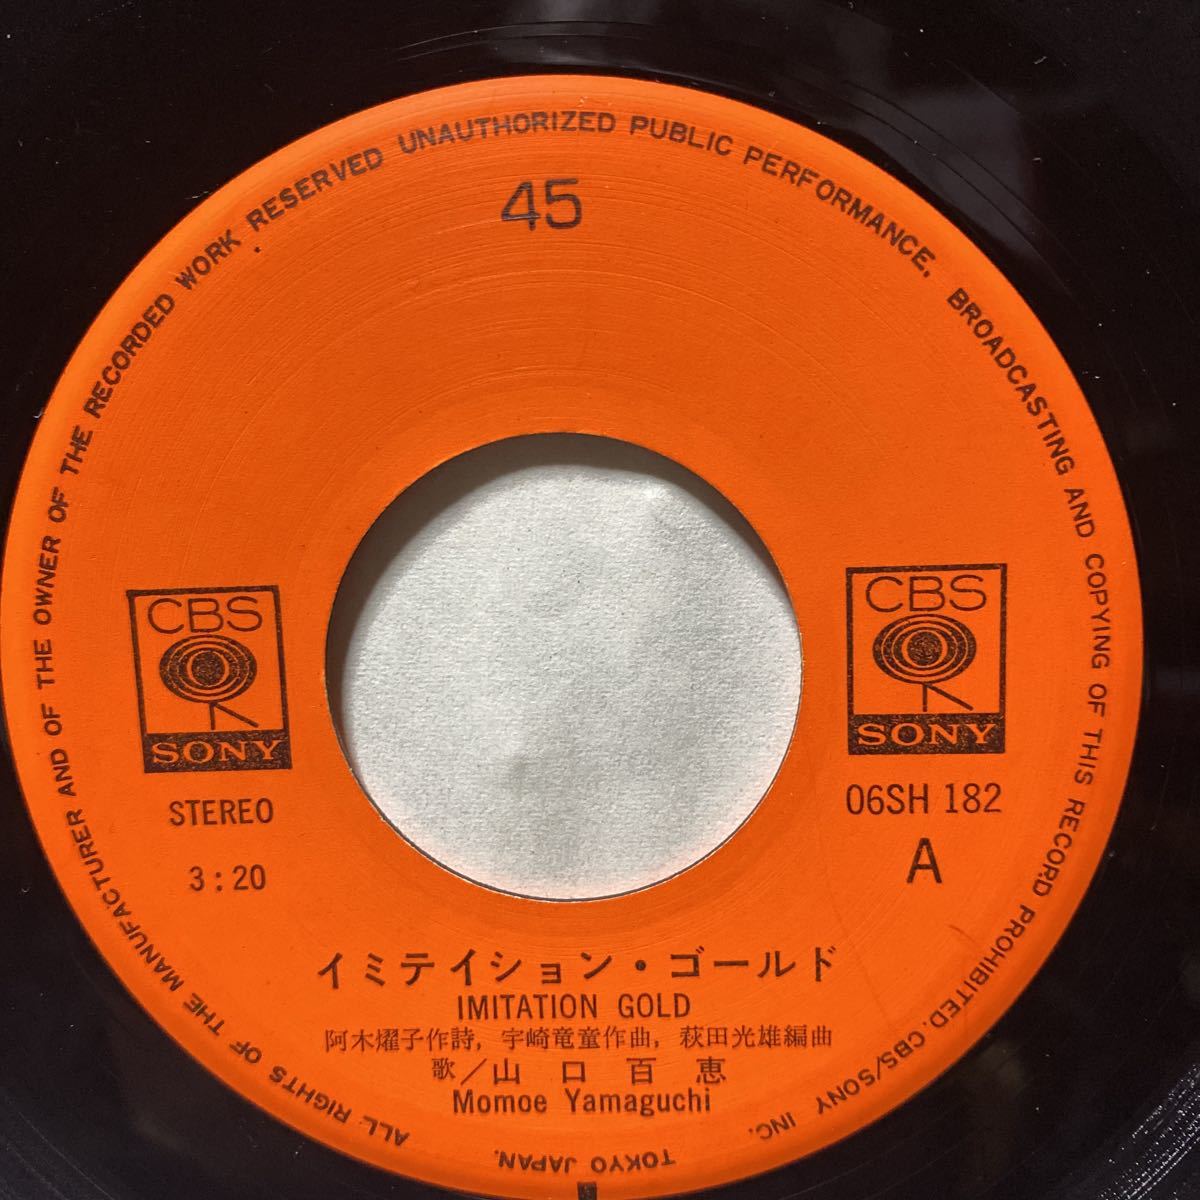 ALL RIGHTS OF THE MANUFACTURER AND OF THE OWNER OF THE RECORDED WORK RESERVED UNAUTHORIZED PUBLIC PERFORMANCE, BROADCASTING AND COPYING OF THIS RECORD PROHIBITED. CBS/SONY INC. TOKYO JAPAN.
45
CBS
SONY
CBS
SONY
STEREO
3:20
06SH 182
A
イミテイション・ゴールド
IMITATION GOLD
阿木燿子作詩, 宇崎竜童作曲, 萩田光雄編曲
歌/山口百恵
Momoe Yamaguchi